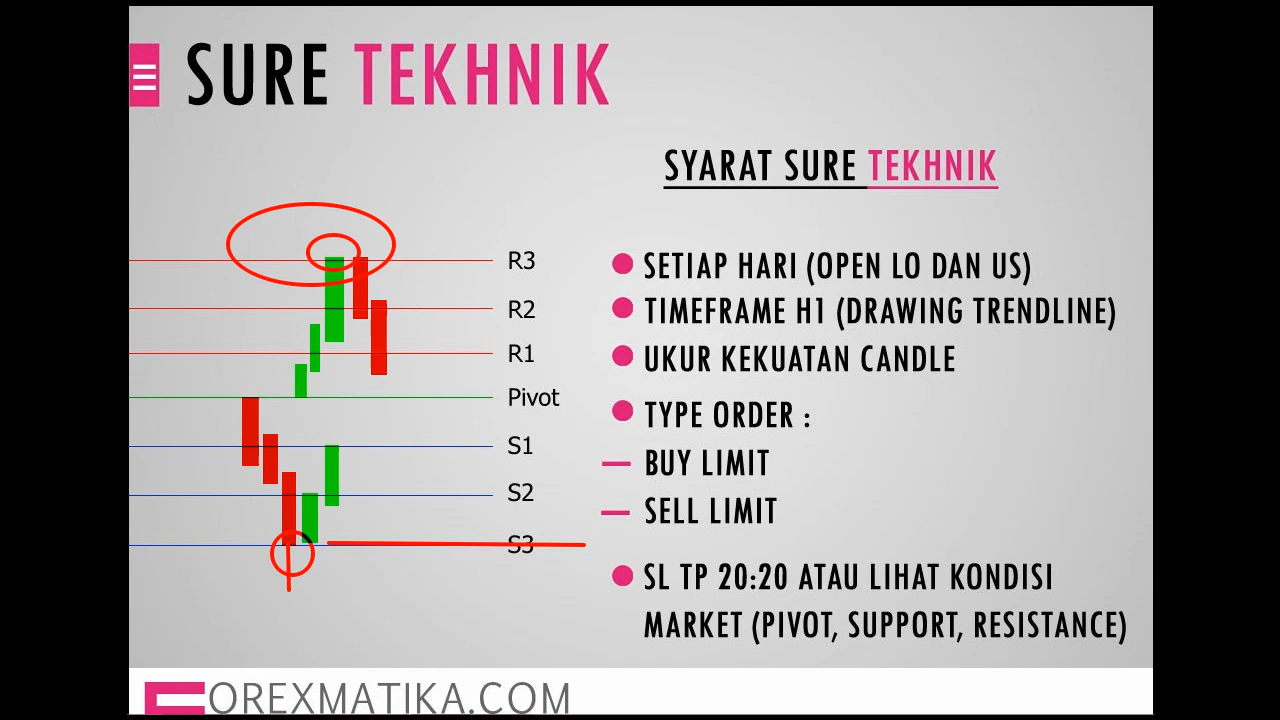 SURE TEKHNIK
SYARAT SURE TEKHNIK
R3
R2
R1
Pivot
S1
S2
S3
SETIAP HARI (OPEN LO DAN US)
TIMEFRAME H1 (DRAWING TRENDLINE)
UKUR KEKUATAN CANDLE
TYPE ORDER :
BUY LIMIT
SELL LIMIT
SL TP 20:20 ATAU LIHAT KONDISI
MARKET (PIVOT, SUPPORT, RESISTANCE)
FOREXMATIKA.COM